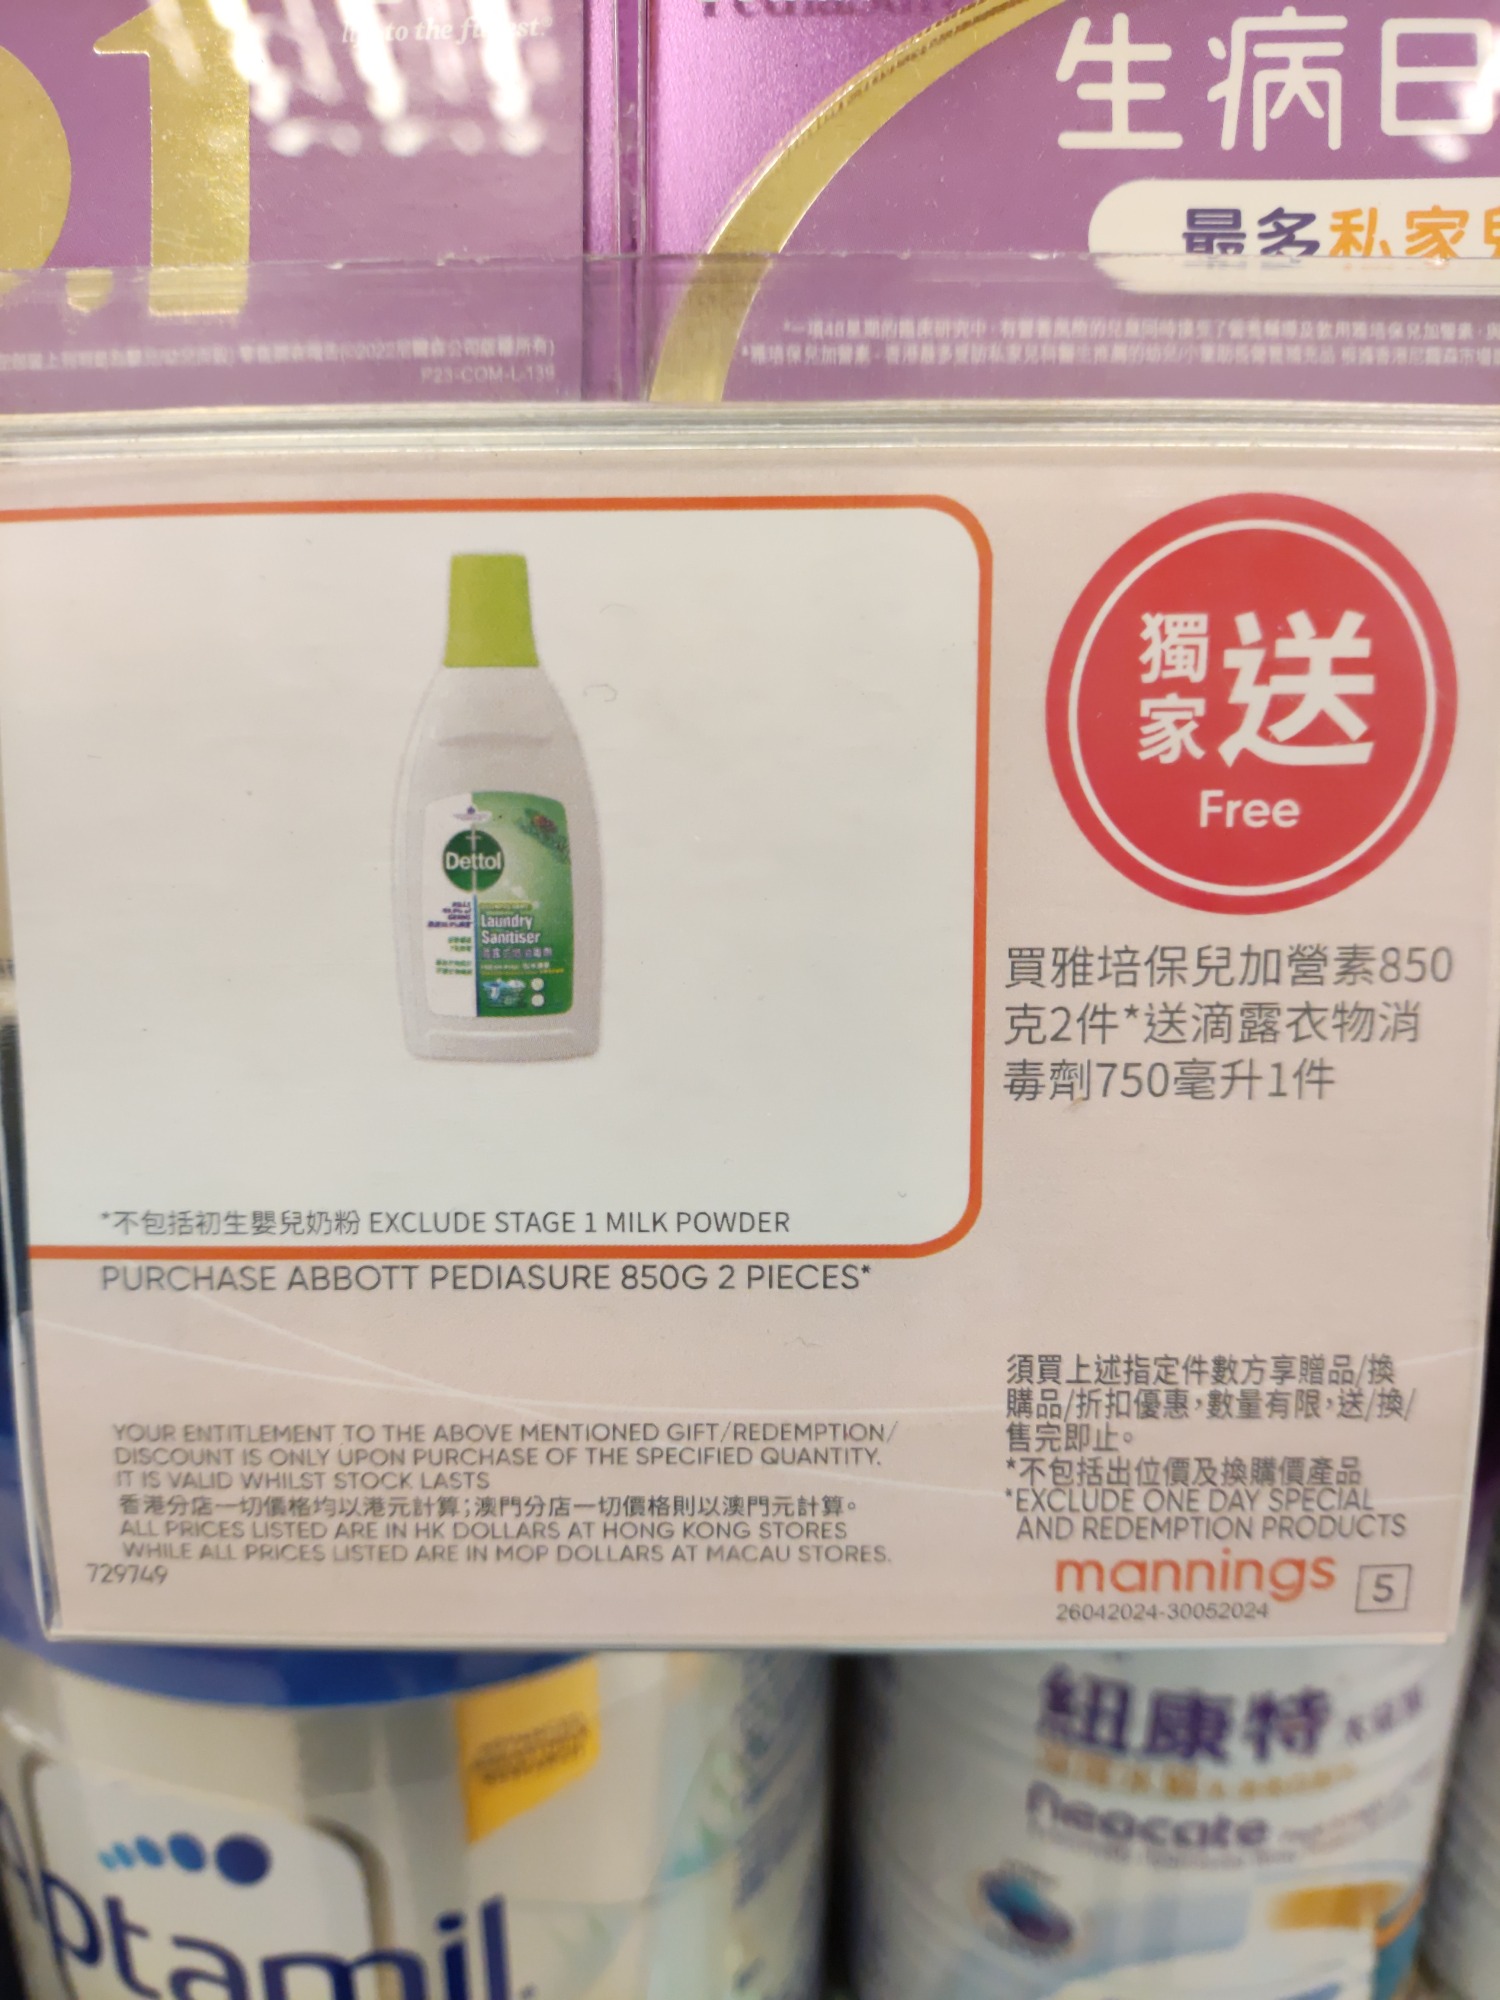 .1
to the
生病日
最多私家兒
P23-COM-L-139
獨家
送
Free
Dettol
Laundry
Sanitiser
買雅培保兒加營素850
克2件*送滴露衣物消
毒劑750毫升1件
*不包括初生嬰兒奶粉 EXCLUDE STAGE 1 MILK POWDER
PURCHASE ABBOTT PEDIASURE 850G 2 PIECES*
須買上述指定件數方享贈品/換
購品/折扣優惠，數量有限，送/換/
售完即止。
*不包括出位價及換購價產品
*EXCLUDE ONE DAY SPECIAL
AND REDEMPTION PRODUCTS
YOUR ENTITLEMENT TO THE ABOVE MENTIONED GIFT/REDEMPTION/
DISCOUNT IS ONLY UPON PURCHASE OF THE SPECIFIED QUANTITY.
IT IS VALID WHILST STOCK LASTS
香港分店一切價格均以港元計算；澳門分店一切價格則以澳門元計算。
ALL PRICES LISTED ARE IN HK DOLLARS AT HONG KONG STORES
WHILE ALL PRICES LISTED ARE IN MOP DOLLARS AT MACAU STORES.
729749
mannings 5
26042024-30052024
Aptamil
紐康特
neocate